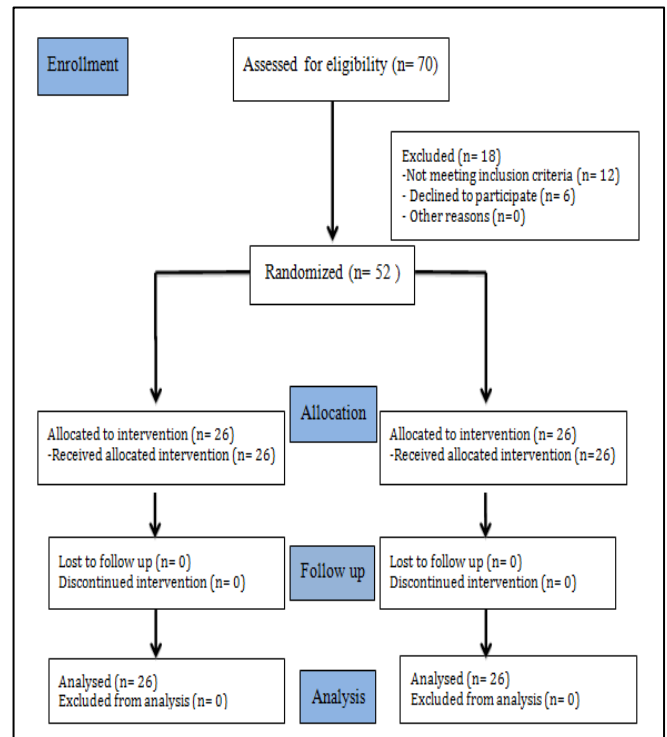 Enrollment
Assessed for eligibility (n= 70)
Excluded (n= 18)
-Not meeting inclusion criteria (n= 12)
- Declined to participate (n= 6)
- Other reasons (n=0)
Randomized (n= 52 )
Allocation
Allocated to intervention (n= 26)
-Received allocated intervention (n= 26)
Allocated to intervention (n= 26)
-Received allocated intervention (n=26)
Lost to follow up (n= 0)
Discontinued intervention (n= 0)
Follow up
Lost to follow up (n= 0)
Discontinued intervention (n= 0)
Analysed (n= 26)
Excluded from analysis (n= 0)
Analysis
Analysed (n= 26)
Excluded from analysis (n= 0)